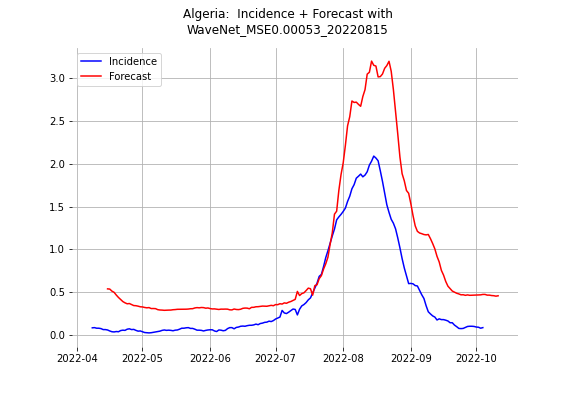 Algeria:  Incidence + Forecast with
WaveNet_MSE0.00053_20220815
Incidence
Forecast
3.0
2.5
2.0
1.5
1.0
0.5
0.0
2022-04 2022-05 2022-06 2022-07 2022-08 2022-09 2022-10